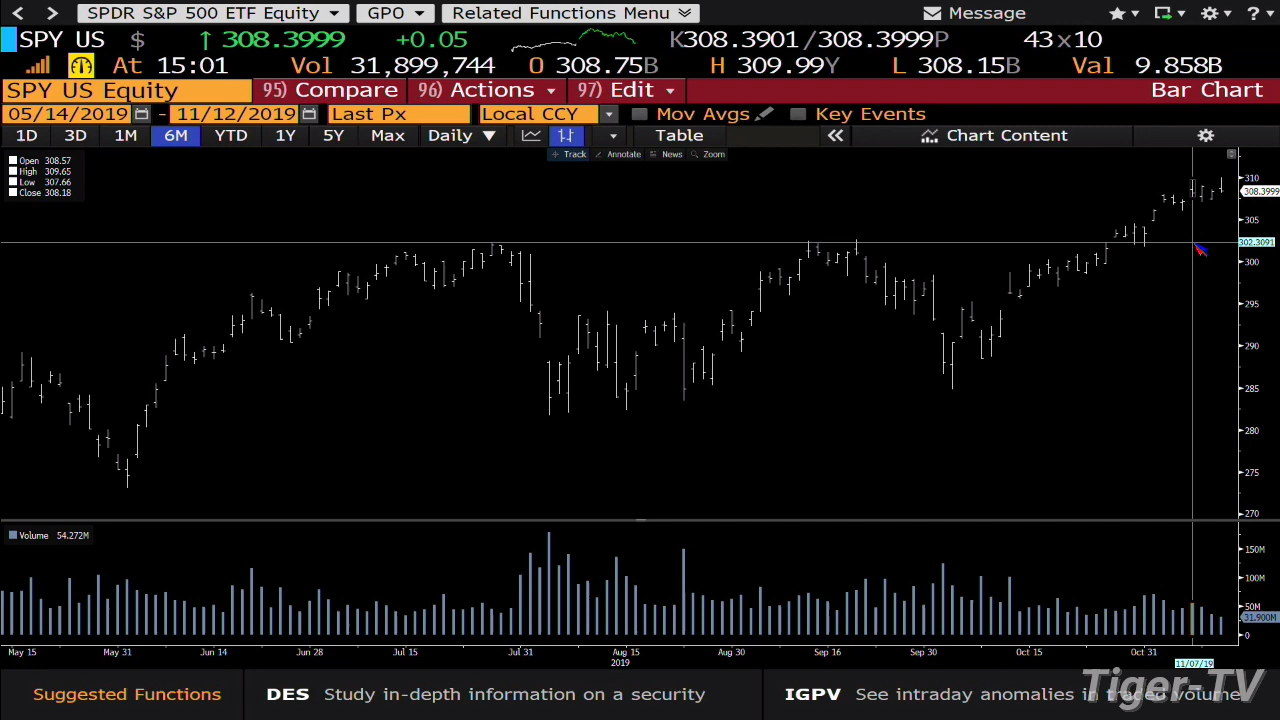 SPDR S&P 500 ETF Equity GPO Related Functions Menu Message ?
SPY US $ ↑ 308.3999 +0.05 K308.3901/308.3999P 43x10
At 15:01 Vol 31,899,744 O 308.75B H 309.99Y L 308.15B Val 9.858B
SPY US Equity 95) Compare 96) Actions 97) Edit Bar Chart
05/14/2019 - 11/12/2019 Last Px Local CCY Mov Avgs Key Events
1D 3D 1M 6M YTD 1Y 5Y Max Daily ▼ Table « Chart Content
Track Annotate News Zoom
Open 308.57
High 309.65
Low 307.66
Close 308.18
310
308.3999
305
302.3091
300
295
290
285
280
275
270
Volume 54.272M
150M
100M
50M
31.900M
0
May 15 May 31 Jun 14 Jun 28 Jul 15 Jul 31 Aug 15 Aug 30 Sep 16 Sep 30 Oct 15 Oct 31
2019 11/07/19
Suggested Functions DES Study in-depth information on a security IGPV See intraday anomalies in traded volume
Tiger-TV